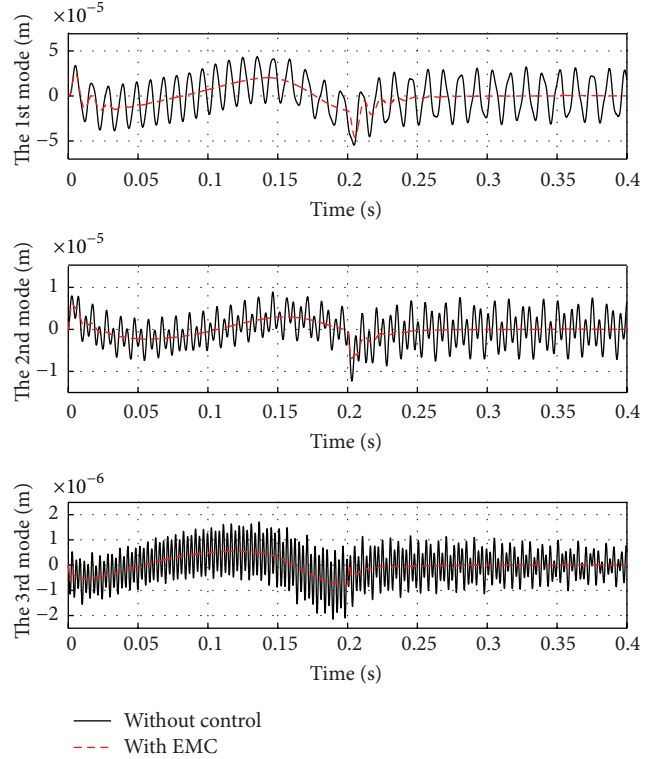 ×10⁻⁵
The 1st mode (m)
5
0
−5
0 0.05 0.1 0.15 0.2 0.25 0.3 0.35 0.4
Time (s)
×10⁻⁵
The 2nd mode (m)
1
0
−1
0 0.05 0.1 0.15 0.2 0.25 0.3 0.35 0.4
Time (s)
×10⁻⁶
The 3rd mode (m)
2
1
0
−1
−2
0 0.05 0.1 0.15 0.2 0.25 0.3 0.35 0.4
Time (s)
Without control
With EMC